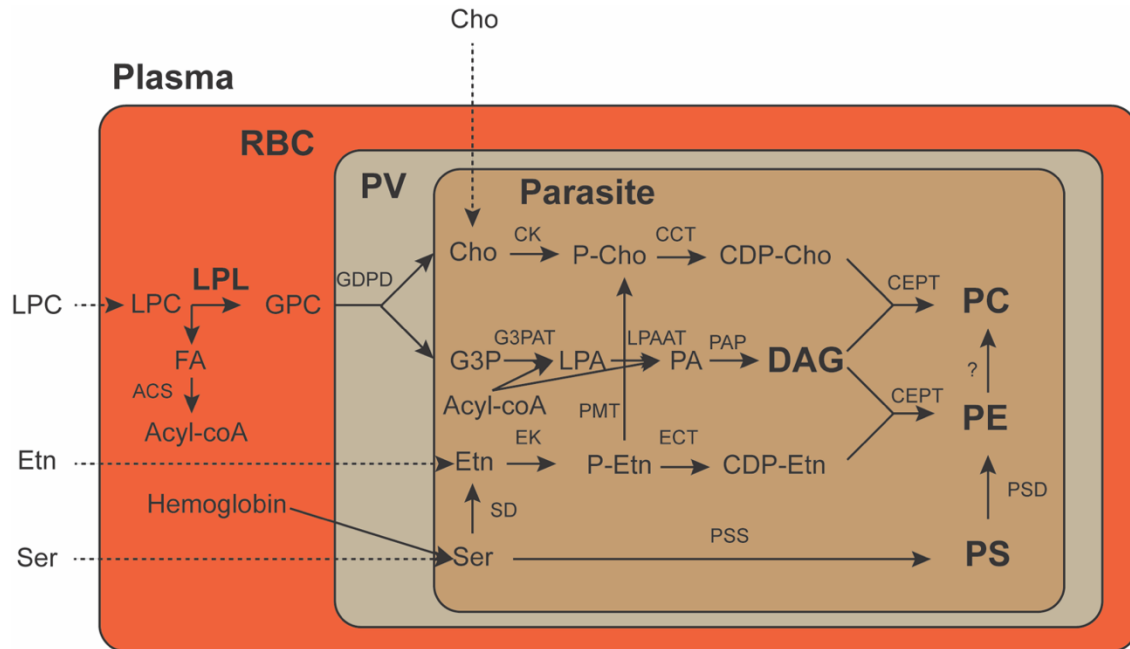 Cho
Plasma
RBC
PV
Parasite
Cho
CK
P-Cho
CCT
CDP-Cho
GDPD
CEPT
LPC
LPC
LPL
GPC
PC
G3PAT
LPAAT
PAP
FA
G3P
LPA
PA
DAG
?
ACS
Acyl-coA
PMT
CEPT
PE
Acyl-coA
EK
ECT
Etn
Etn
P-Etn
CDP-Etn
Hemoglobin
SD
PSD
PSS
Ser
Ser
PS